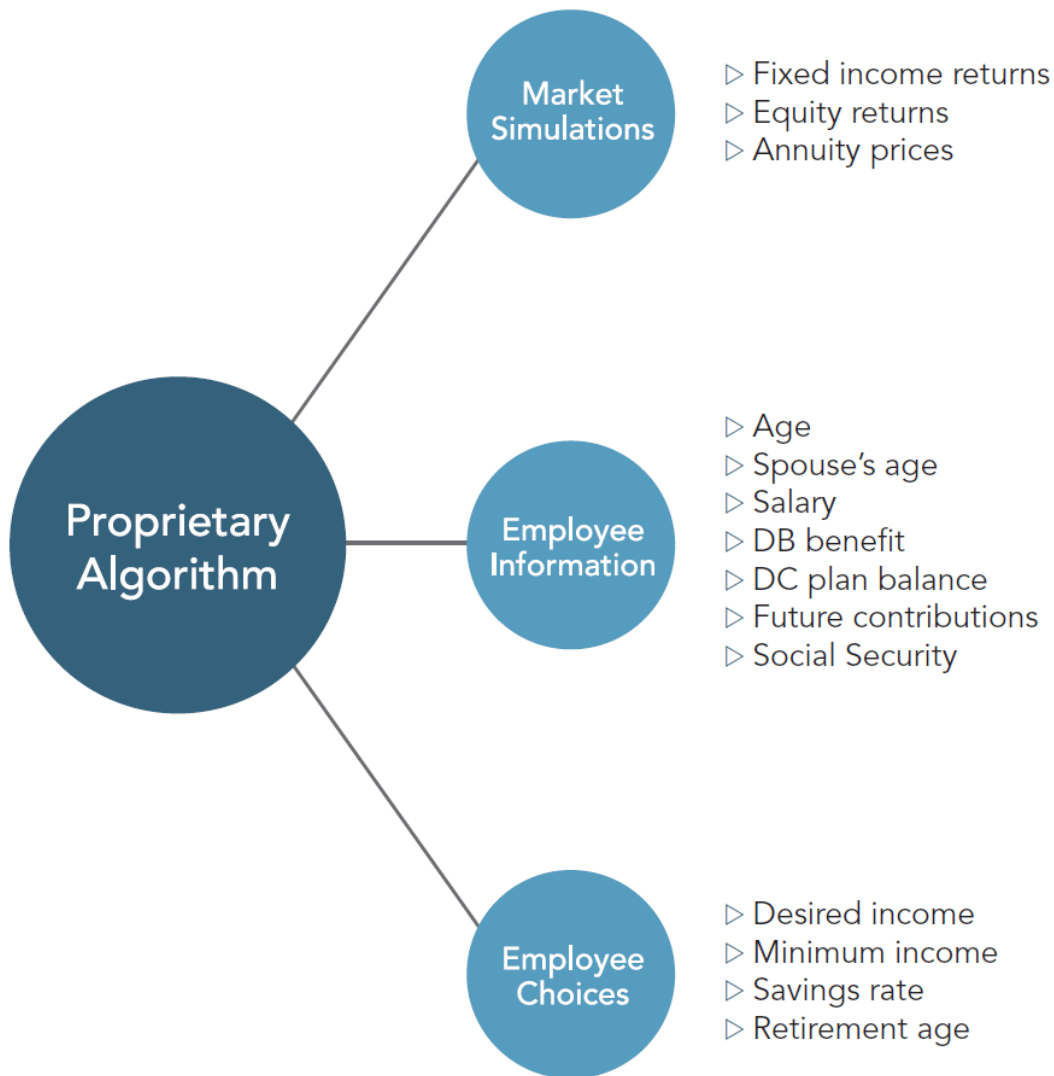 Market
Simulations
▷ Fixed income returns
▷ Equity returns
▷ Annuity prices
Proprietary
Algorithm
Employee
Information
▷ Age
▷ Spouse’s age
▷ Salary
▷ DB benefit
▷ DC plan balance
▷ Future contributions
▷ Social Security
Employee
Choices
▷ Desired income
▷ Minimum income
▷ Savings rate
▷ Retirement age